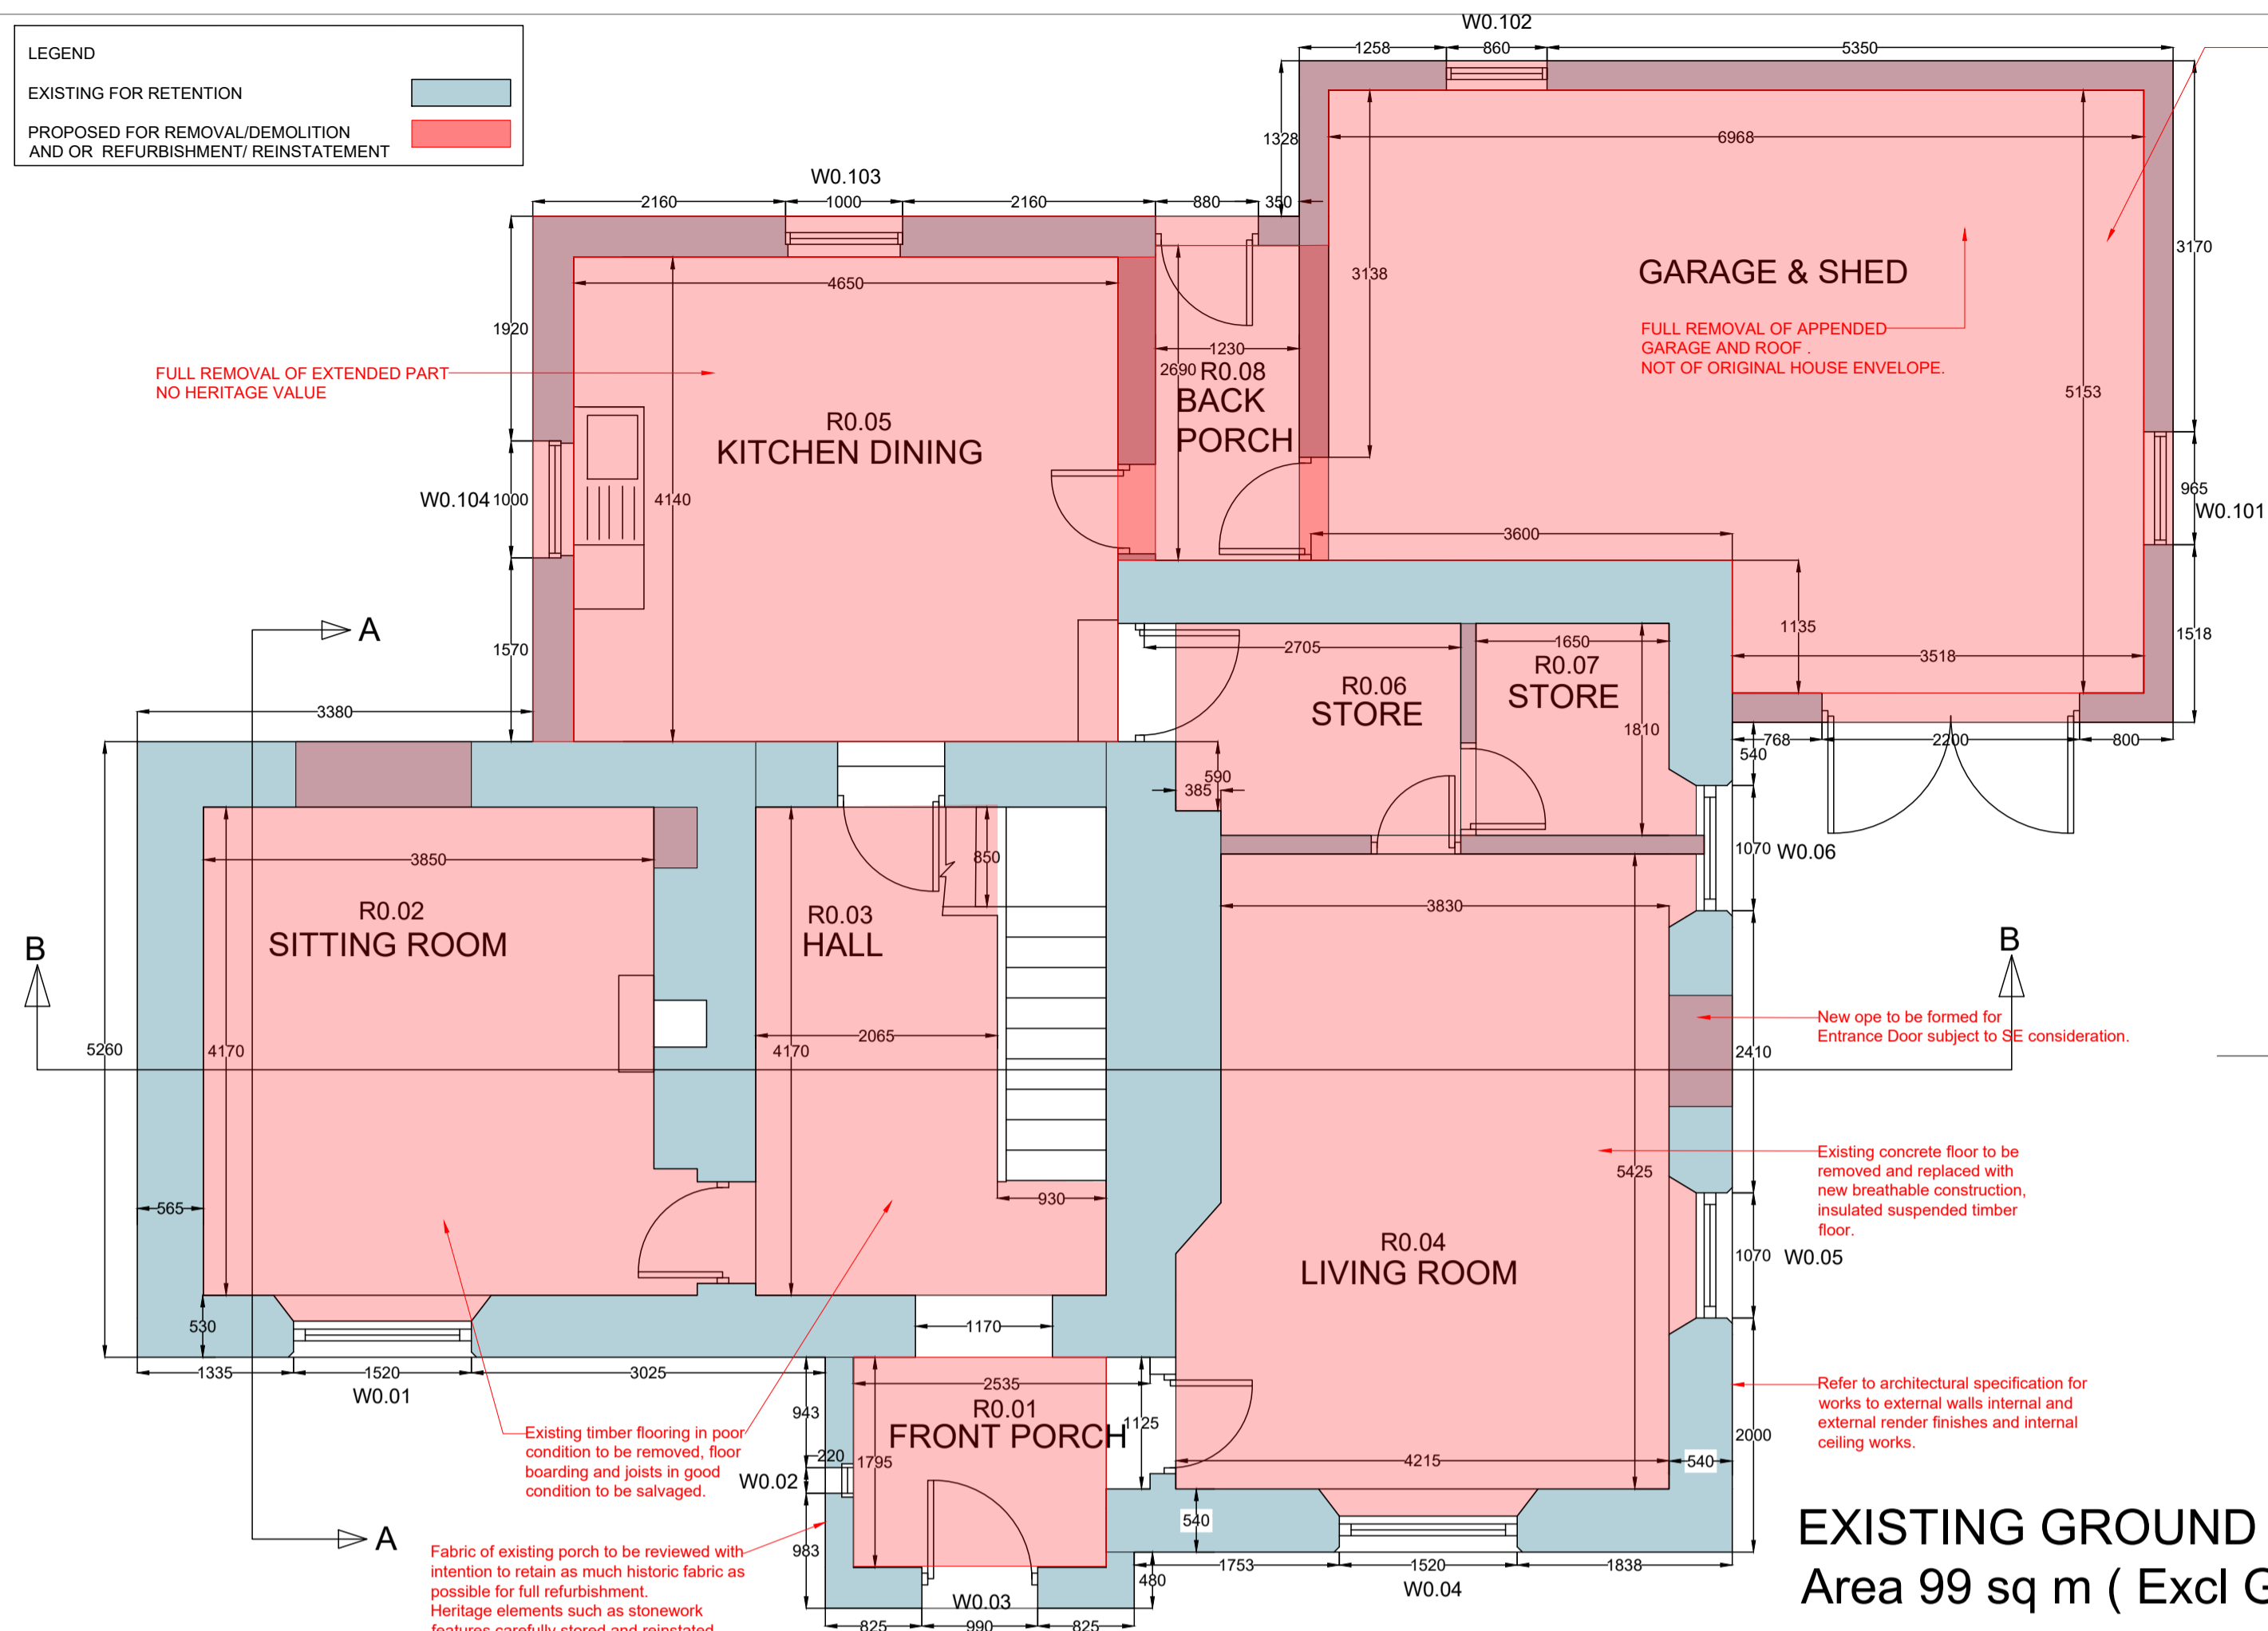 LEGEND
EXISTING FOR RETENTION
PROPOSED FOR REMOVAL/DEMOLITION
AND OR REFURBISHMENT/ REINSTATEMENT
W0.102
1258
860
5350
1328
6968
W0.103
2160
1000
2160
880
350
3170
3138
GARAGE & SHED
FULL REMOVAL OF APPENDED
GARAGE AND ROOF .
NOT OF ORIGINAL HOUSE ENVELOPE.
5153
4650
1920
FULL REMOVAL OF EXTENDED PART
NO HERITAGE VALUE
1230
2690
R0.08
BACK
PORCH
R0.05
KITCHEN DINING
W0.104
1000
4140
965
W0.101
3600
A
1570
1135
1518
3518
2705
1650
R0.06
STORE
R0.07
STORE
1810
3380
768
2200
800
540
590
385
1070
W0.06
3850
850
R0.02
SITTING ROOM
R0.03
HALL
3830
B
B
5260
4170
4170
2065
2410
New ope to be formed for
Entrance Door subject to SE consideration.
565
930
5425
Existing concrete floor to be
removed and replaced with
new breathable construction,
insulated suspended timber
floor.
R0.04
LIVING ROOM
1070
W0.05
530
1170
1335
1520
3025
W0.01
2535
R0.01
FRONT PORCH
943
1125
220
1795
W0.02
983
Existing timber flooring in poor
condition to be removed, floor
boarding and joists in good
condition to be salvaged.
4215
540
2000
Refer to architectural specification for
works to external walls internal and
external render finishes and internal
ceiling works.
540
A
Fabric of existing porch to be reviewed with
intention to retain as much historic fabric as
possible for full refurbishment.
Heritage elements such as stonework
features carefully stored and reinstated
480
W0.03
825
990
825
1753
1520
1838
W0.04
EXISTING GROUND
Area 99 sq m ( Excl G